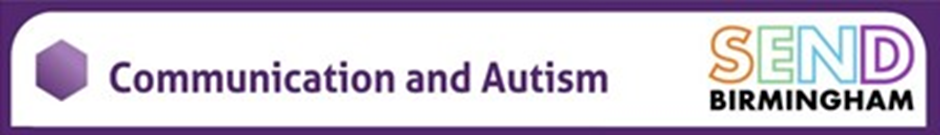 Communication and Autism
SEND
BIRMINGHAM